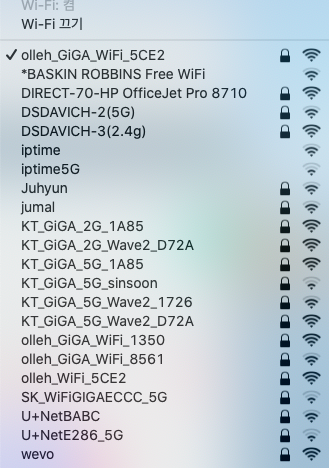 Wi-Fi: 켬
Wi-Fi 끄기
olleh_GiGA_WiFi_5CE2
*BASKIN ROBBINS Free WiFi
DIRECT-70-HP OfficeJet Pro 8710
DSDAVICH-2(5G)
DSDAVICH-3(2.4g)
iptime
iptime5G
Juhyun
jumal
KT_GiGA_2G_1A85
KT_GiGA_2G_Wave2_D72A
KT_GiGA_5G_1A85
KT_GiGA_5G_sinsoon
KT_GiGA_5G_Wave2_1726
KT_GiGA_5G_Wave2_D72A
olleh_GiGA_WiFi_1350
olleh_GiGA_WiFi_8561
olleh_WiFi_5CE2
SK_WiFiGIGAECCC_5G
U+NetBABC
U+NetE286_5G
wevo